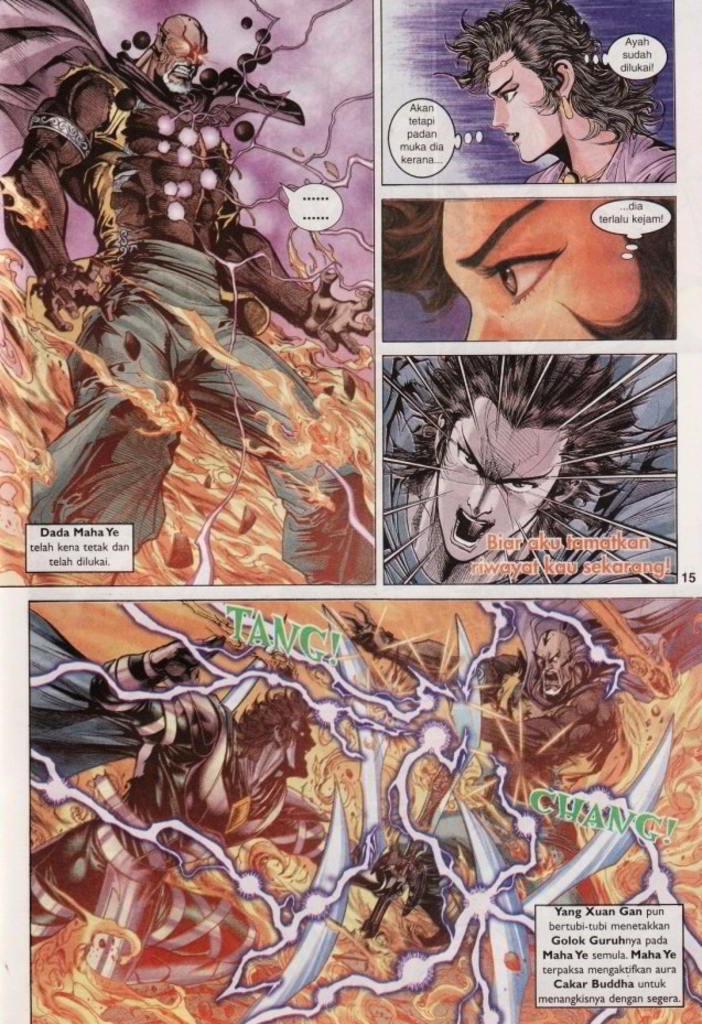 ......
......
Dada Maha Ye
telah kena tetak dan
telah dilukai.
Ayah
sudah
dilukai!
Akan
tetapi
padan
muka dia
kerana...
...dia
terlalu kejam!
Biar aku tamatkan
riwayat kau sekarang!
15
TANG!
CHANG!
Yang Xuan Gan pun
bertubi-tubi menetakkan
Golok Guruhnya pada
Maha Ye semula. Maha Ye
terpaksa mengaktifkan aura
Cakar Buddha untuk
menangkisnya dengan segera.